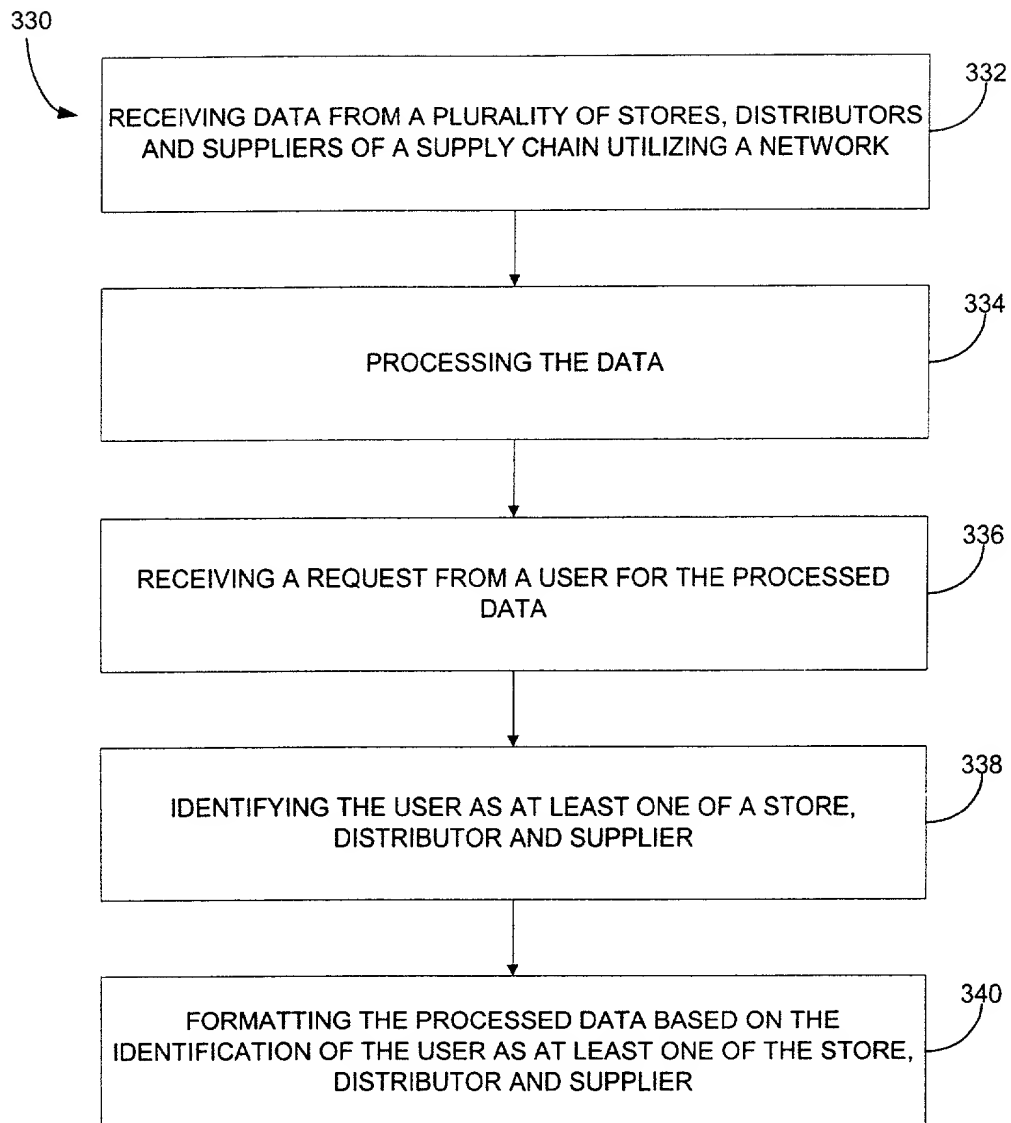 330
332
RECEIVING DATA FROM A PLURALITY OF STORES, DISTRIBUTORS
AND SUPPLIERS OF A SUPPLY CHAIN UTILIZING A NETWORK
334
PROCESSING THE DATA
336
RECEIVING A REQUEST FROM A USER FOR THE PROCESSED
DATA
338
IDENTIFYING THE USER AS AT LEAST ONE OF A STORE,
DISTRIBUTOR AND SUPPLIER
340
FORMATTING THE PROCESSED DATA BASED ON THE
IDENTIFICATION OF THE USER AS AT LEAST ONE OF THE STORE,
DISTRIBUTOR AND SUPPLIER